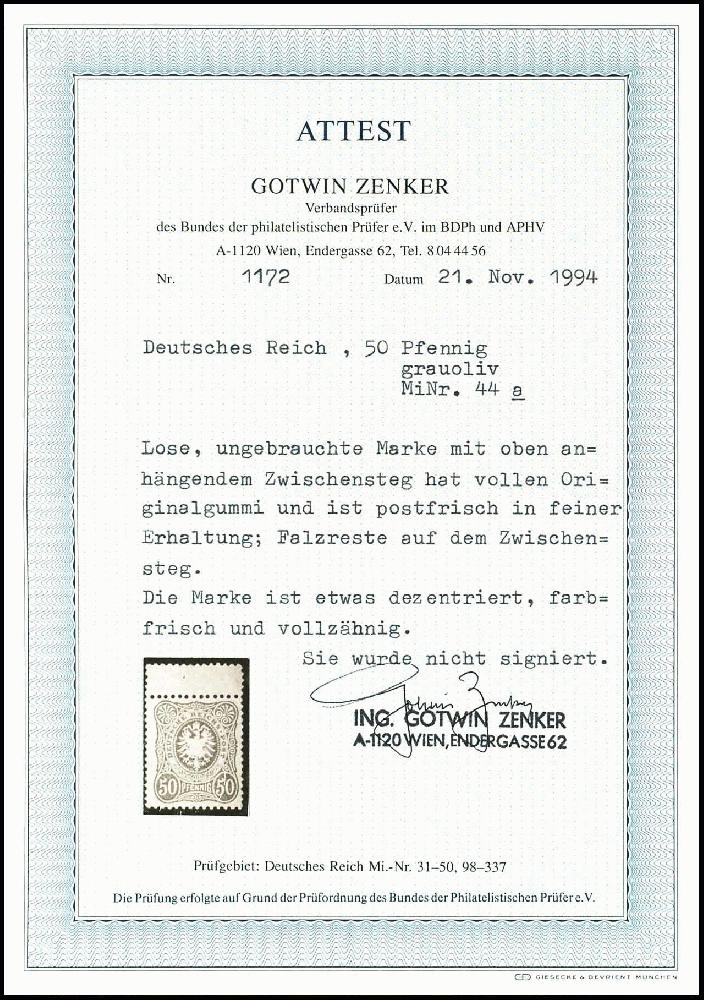 ATTEST
GOTWIN ZENKER
Verbandsprüfer
des Bundes der philatelistischen Prüfer e.V. im BDPh und APHV
A-1120 Wien, Endergasse 62, Tel. 8 04 44 56
Nr. 1172 Datum 21. Nov. 1994
Deutsches Reich , 50 Pfennig
grauoliv
MiNr. 44 a
Lose, ungebrauchte Marke mit oben an=
hängendem Zwischensteg hat vollen Ori=
ginalgummi und ist postfrisch in feiner
Erhaltung; Falzreste auf dem Zwischen=
steg.
Die Marke ist etwas dezentriert, farb=
frisch und vollzähnig.
Sie wurde nicht signiert.
ING. GOTWIN ZENKER
A-1120 WIEN, ENDERGASSE 62
50 PFENNIG 50
Prüfgebiet: Deutsches Reich Mi.-Nr. 31–50, 98–337
Die Prüfung erfolgte auf Grund der Prüfordnung des Bundes der Philatelistischen Prüfer e.V.
GIESECKE & DEVRIENT MÜNCHEN